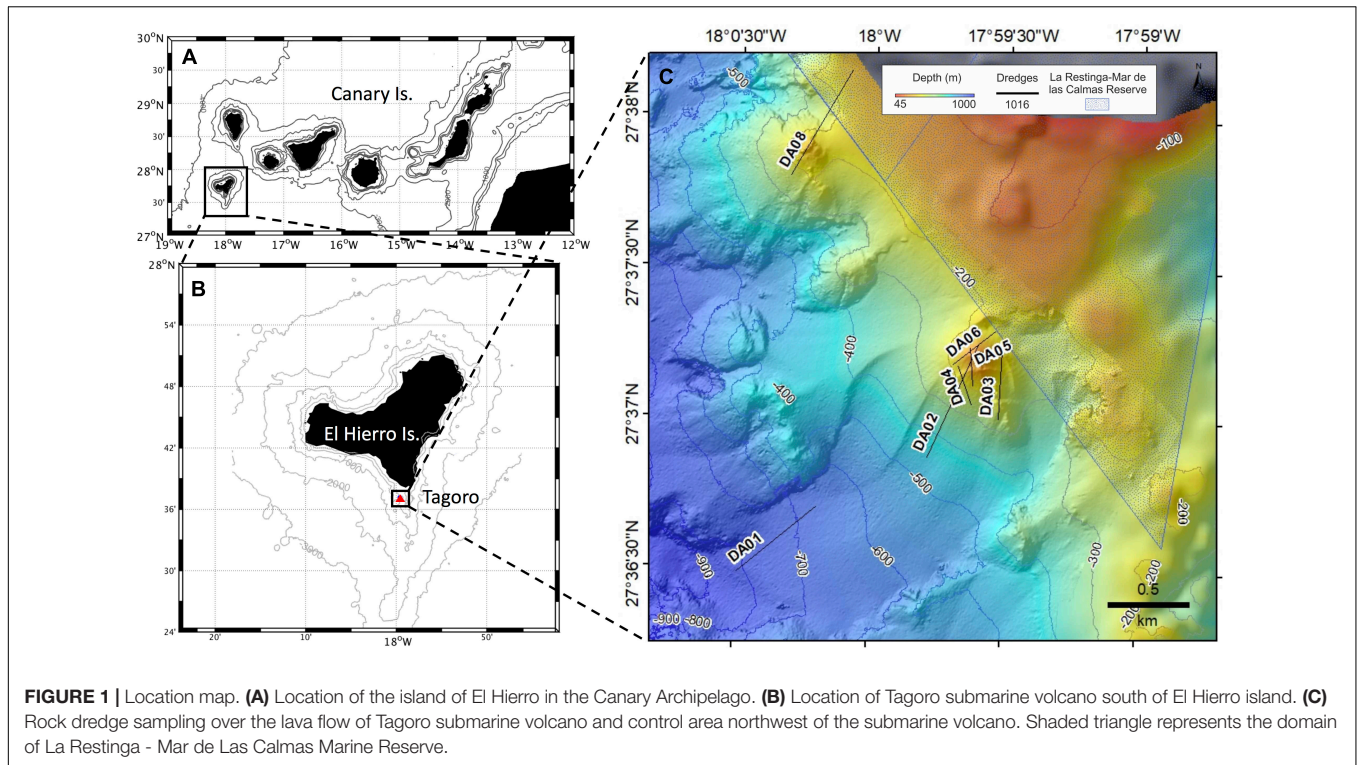 A
30°N
30'
29°N
30'
28°N
30'
27°N
19°W
18°W
17°W
16°W
15°W
14°W
13°W
12°W
Canary Is.
B
28°N
54'
48'
42'
36'
30'
24'
20'
10'
18°W
50'
El Hierro Is.
Tagoro
2000
C
18°0'30"W
18°W
17°59'30"W
17°59'W
27°38'N
27°37'30"N
27°37'N
27°36'30"N
Depth (m)
45
1000
Dredges
1016
La Restinga-Mar de
las Calmas Reserve
N
-500
-100
DA08
-200
-400
-400
DA06
DA05
DA04
DA03
DA02
-500
-200
DA01
-600
-700
-900
-300
-200
-200
-900
-800
0.5
km
FIGURE 1 | Location map. (A) Location of the island of El Hierro in the Canary Archipelago. (B) Location of Tagoro submarine volcano south of El Hierro island. (C)
Rock dredge sampling over the lava flow of Tagoro submarine volcano and control area northwest of the submarine volcano. Shaded triangle represents the domain
of La Restinga - Mar de Las Calmas Marine Reserve.